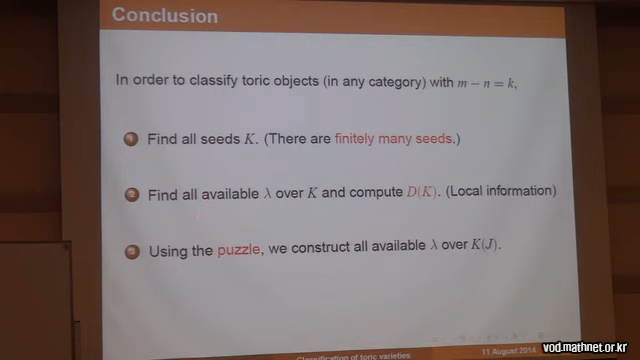 Conclusion
In order to classify toric objects (in any category) with m − n = k,
1 Find all seeds K. (There are finitely many seeds.)
2 Find all available λ over K and compute D(K). (Local information)
3 Using the puzzle, we construct all available λ over K(J).
Classification of toric varieties
11 August 2014
vod.mathnet.or.kr